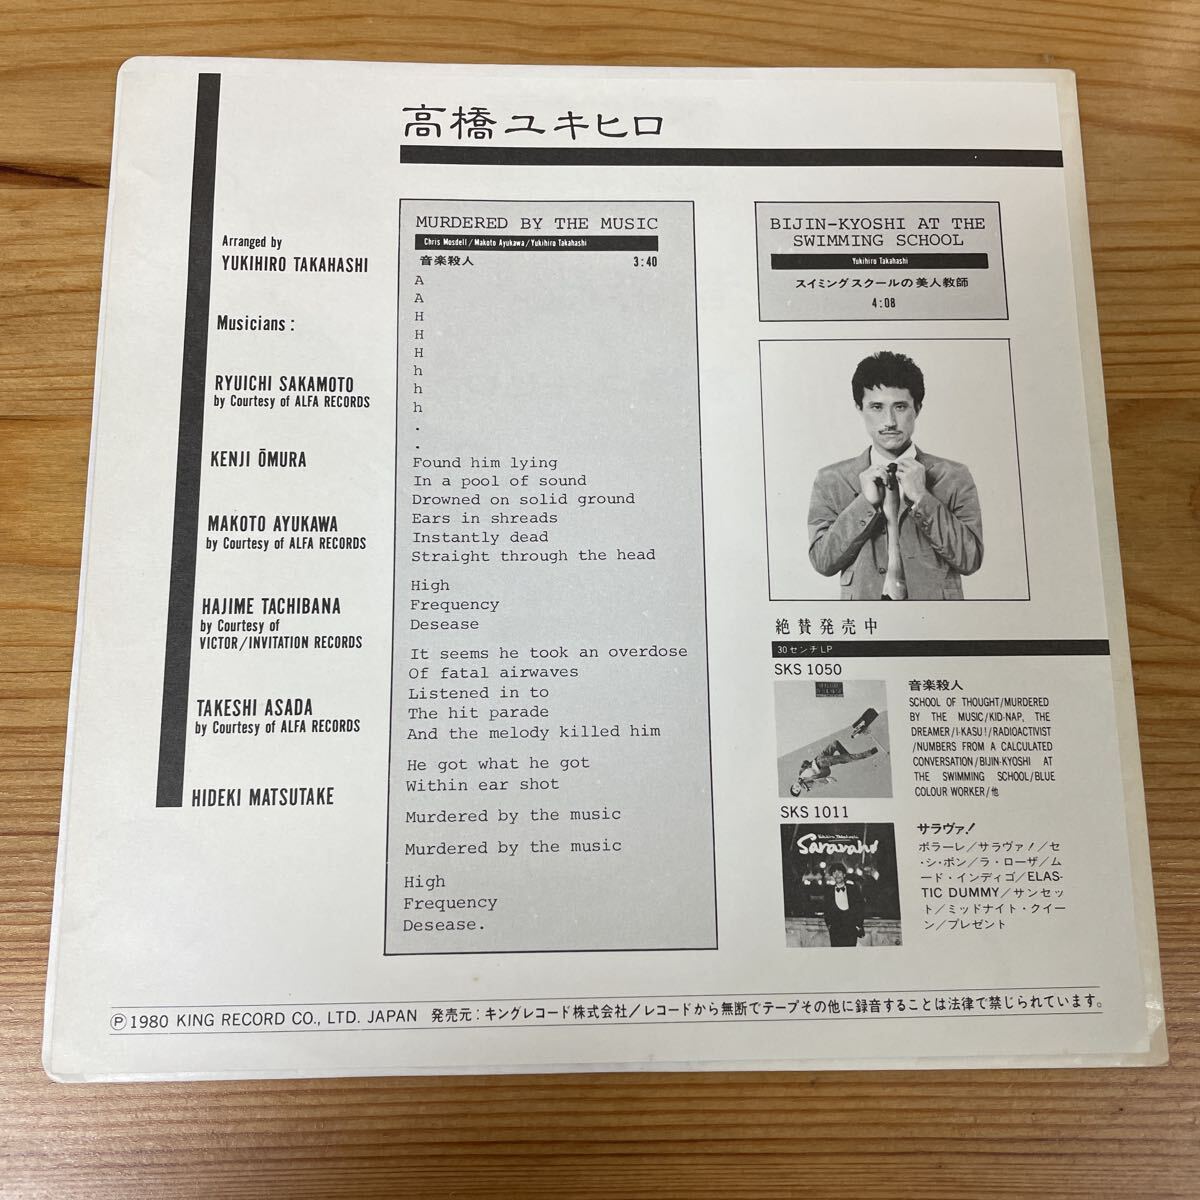 高橋ユキヒロ
Arranged by
YUKIHIRO TAKAHASHI
Musicians :
RYUICHI SAKAMOTO
by Courtesy of ALFA RECORDS
KENJI ŌMURA
MAKOTO AYUKAWA
by Courtesy of ALFA RECORDS
HAJIME TACHIBANA
by Courtesy of
VICTOR/INVITATION RECORDS
TAKESHI ASADA
by Courtesy of ALFA RECORDS
HIDEKI MATSUTAKE
MURDERED BY THE MUSIC
Chris Mosdell/Makoto Ayukawa/Yukihiro Takahashi
音楽殺人 3:40
A
A
H
H
H
h
h
h
.
.
Found him lying
In a pool of sound
Drowned on solid ground
Ears in shreads
Instantly dead
Straight through the head
High
Frequency
Desease
It seems he took an overdose
Of fatal airwaves
Listened in to
The hit parade
And the melody killed him
He got what he got
Within ear shot
Murdered by the music
Murdered by the music
High
Frequency
Desease.
BIJIN-KYOSHI AT THE
SWIMMING SCHOOL
Yukihiro Takahashi
スイミングスクールの美人教師
4:08
絶賛発売中
30センチLP
SKS 1050
音楽殺人
SCHOOL OF THOUGHT/MURDERED
BY THE MUSIC/KID-NAP, THE
DREAMER/I-KASU!/RADIOACTIVIST
/NUMBERS FROM A CALCULATED
CONVERSATION/BIJIN-KYOSHI AT
THE SWIMMING SCHOOL/BLUE
COLOUR WORKER/他
SKS 1011
Yukihiro Takahashi
Saravah!
サラヴァ!
ボラーレ/サラヴァ!/セ
・シ・ボン/ラ・ローザ/ム
ード・インディゴ/ELAS-
TIC DUMMY/サンセッ
ト/ミッドナイト・クイー
ン/プレゼント
Ⓟ1980 KING RECORD CO., LTD. JAPAN 発売元:キングレコード株式会社/レコードから無断でテープその他に録音することは法律で禁じられています。